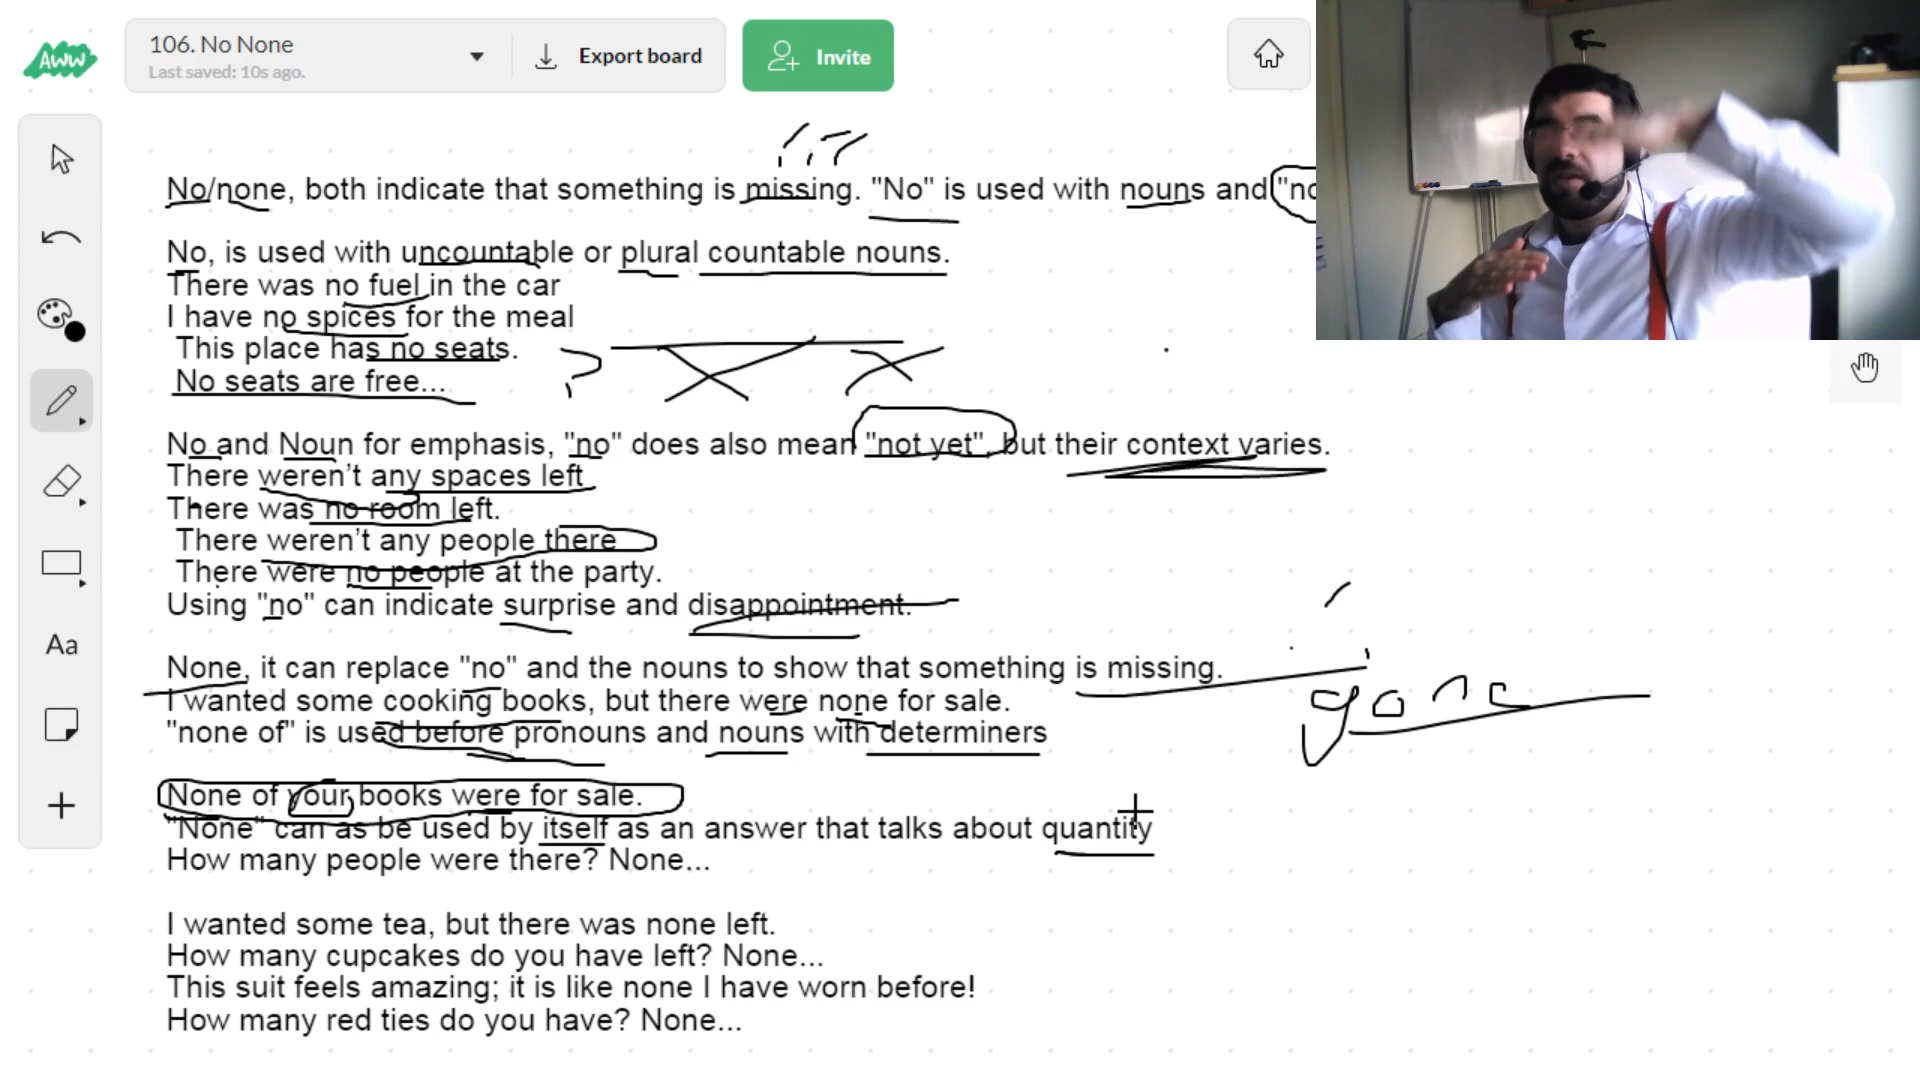 AWW
106. No None
Last saved: 10s ago.
Export board
Invite
No/none, both indicate that something is missing. "No" is used with nouns and "no
No, is used with uncountable or plural countable nouns.
There was no fuel in the car
I have no spices for the meal
This place has no seats.
No seats are free...
No and Noun for emphasis, "no" does also mean "not yet", but their context varies.
There weren't any spaces left
There was no room left.
There weren't any people there
There were no people at the party.
Using "no" can indicate surprise and disappointment.
None, it can replace "no" and the nouns to show that something is missing.
I wanted some cooking books, but there were none for sale.
"none of" is used before pronouns and nouns with determiners
gone
None of your books were for sale.
"None" can as be used by itself as an answer that talks about quantity
How many people were there? None...
I wanted some tea, but there was none left.
How many cupcakes do you have left? None...
This suit feels amazing; it is like none I have worn before!
How many red ties do you have? None...
Aa